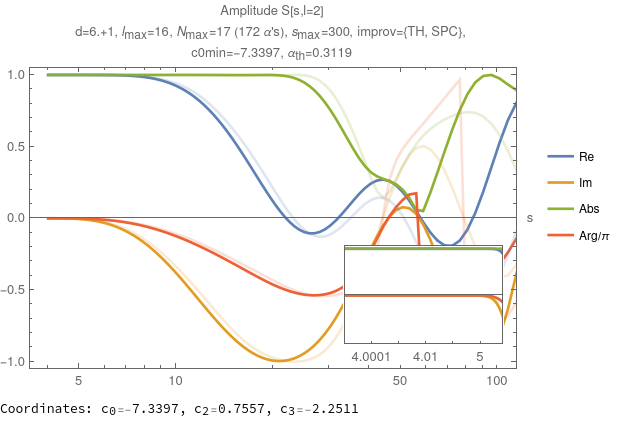 Amplitude S[s,l=2]
d=6.+1, lmax=16, Nmax=17 (172 α's), smax=300, improv={TH, SPC},
c0min=−7.3397, αth=0.3119
1.0
0.5
0.0
−0.5
−1.0
5
10
50
100
s
4.0001
4.01
5
Re
Im
Abs
Arg/π
Coordinates: c0=-7.3397, c2=0.7557, c3=-2.2511